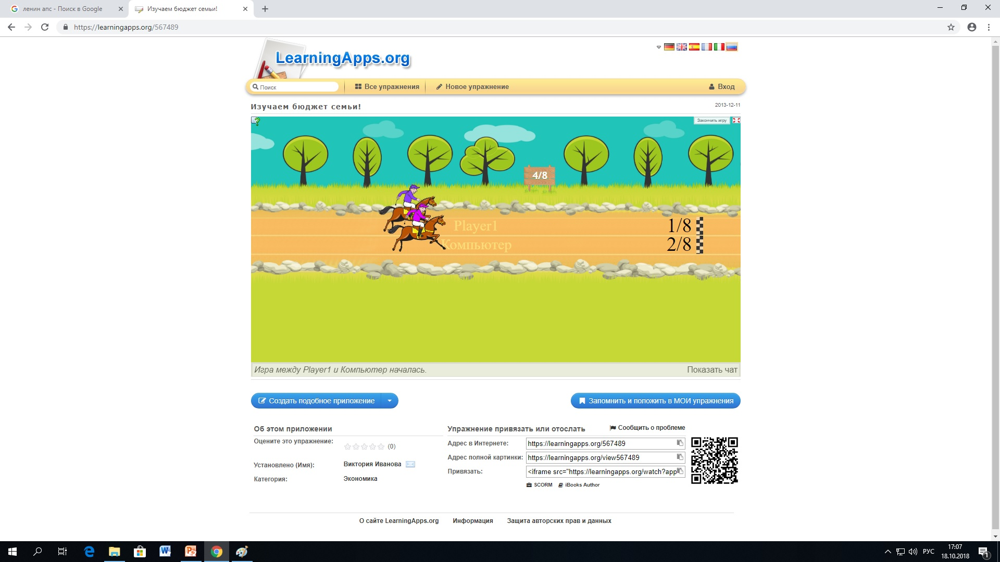 ленин апс - Поиск в Google
Изучаем бюджет семьи!
https://learningapps.org/567489
LearningApps.org
Поиск
Все упражнения
Новое упражнение
Вход
Изучаем бюджет семьи!
2013-12-11
Закончить игру
4/8
Player1
1/8
Компьютер
2/8
Игра между Player1 и Компьютер началась.
Показать чат
Создать подобное приложение
Запомнить и положить в МОИ упражнения
Об этом приложении
Оцените это упражнение:
(0)
Установлено (Имя):
Виктория Иванова
Категория:
Экономика
Упражнение привязать или отослать
Сообщить о проблеме
Адрес в Интернете:
https://learningapps.org/567489
Адрес полной картинки:
https://learningapps.org/view567489
Привязать:
<iframe src="https://learningapps.org/watch?app
SCORM
iBooks Author
О сайте LearningApps.org
Информация
Защита авторских прав и данных
РУС
17:07
18.10.2018
1